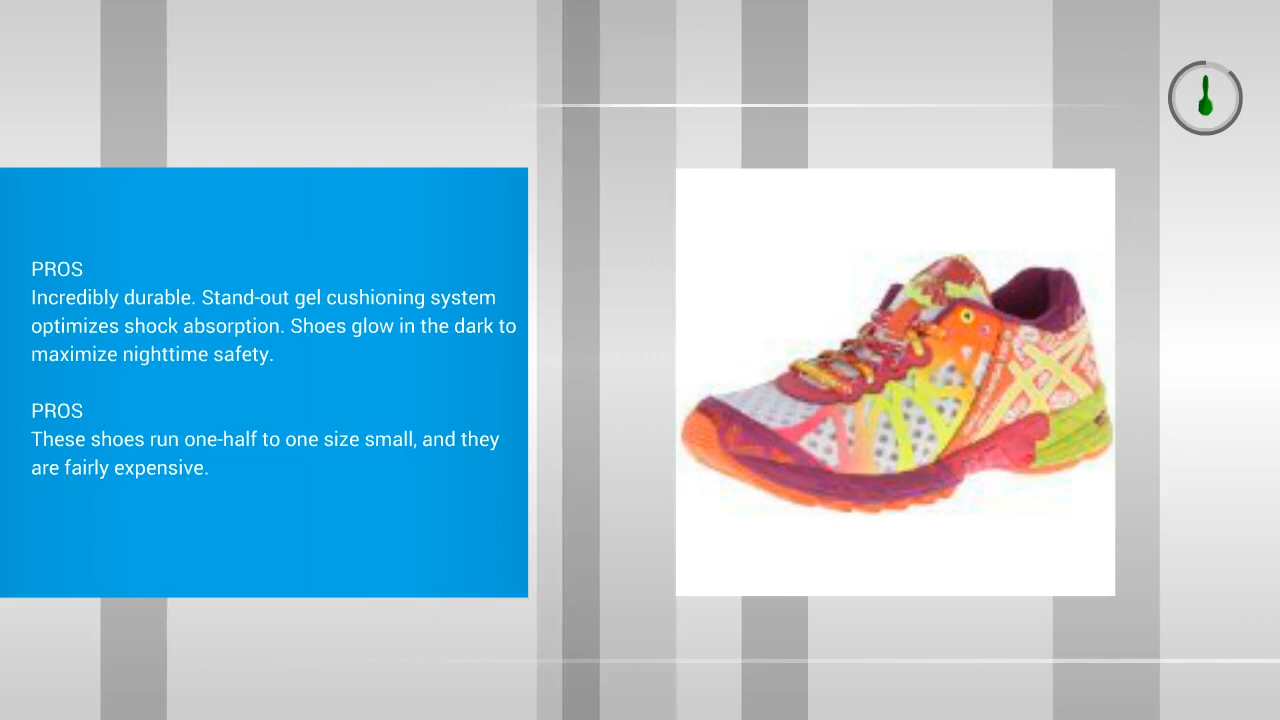 PROS
Incredibly durable. Stand-out gel cushioning system
optimizes shock absorption. Shoes glow in the dark to
maximize nighttime safety.
PROS
These shoes run one-half to one size small, and they
are fairly expensive.